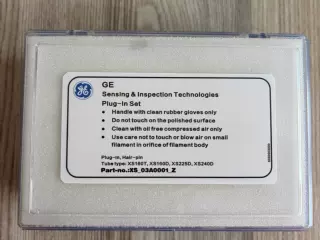 GE
Sensing & Inspection Technologies
Plug-In Set
• Handle with clean rubber gloves only
• Do not touch on the polished surface
• Clean with oil free compressed air only
• Use care not to touch or blow air on small
filament in orifice of filament body
Plug-in, Hair-pin
Tube type: XS160T, XS160D, XS225D, XS240D
Part-no.:XS_03A0001_Z